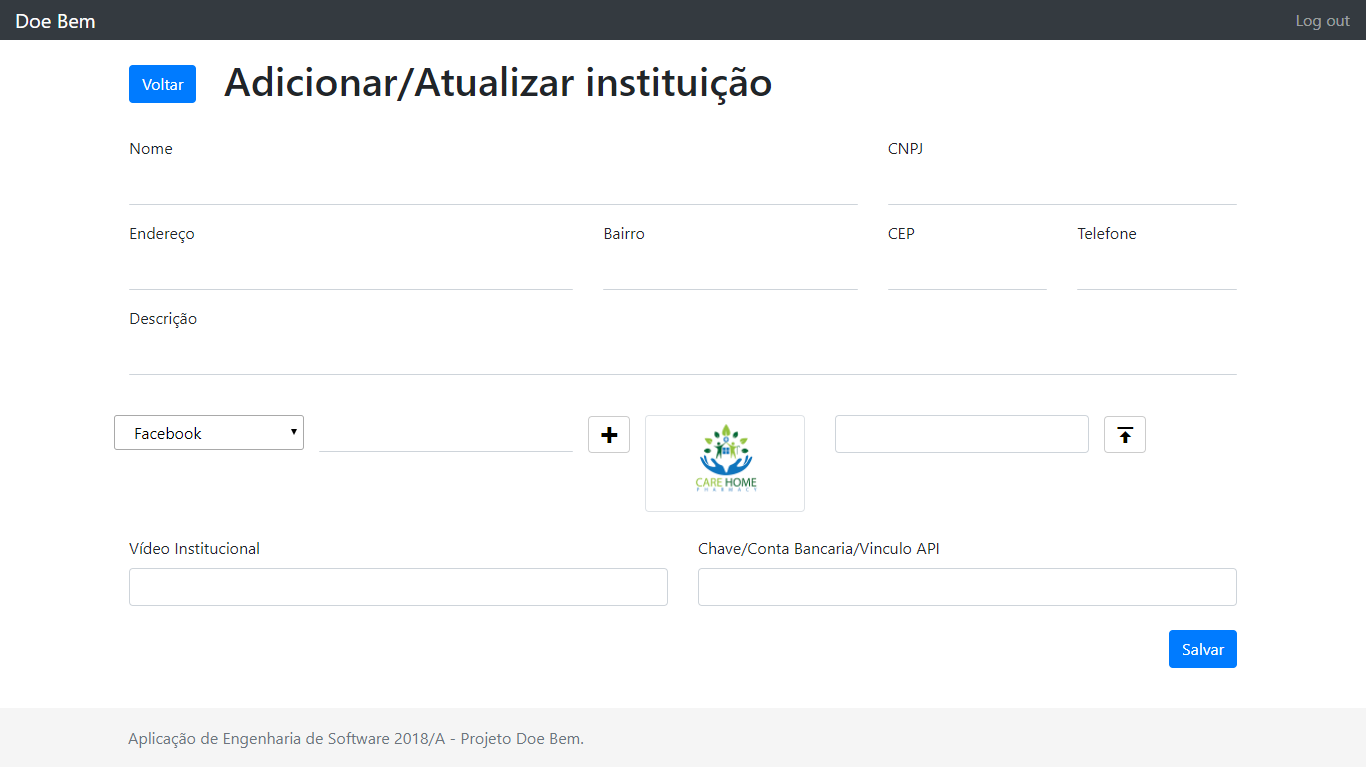 Doe Bem Log out
Voltar Adicionar/Atualizar instituição
Nome CNPJ
Endereço Bairro CEP Telefone
Descrição
Facebook
CARE HOME
PHARMACY
Vídeo Institucional Chave/Conta Bancaria/Vinculo API
Salvar
Aplicação de Engenharia de Software 2018/A - Projeto Doe Bem.